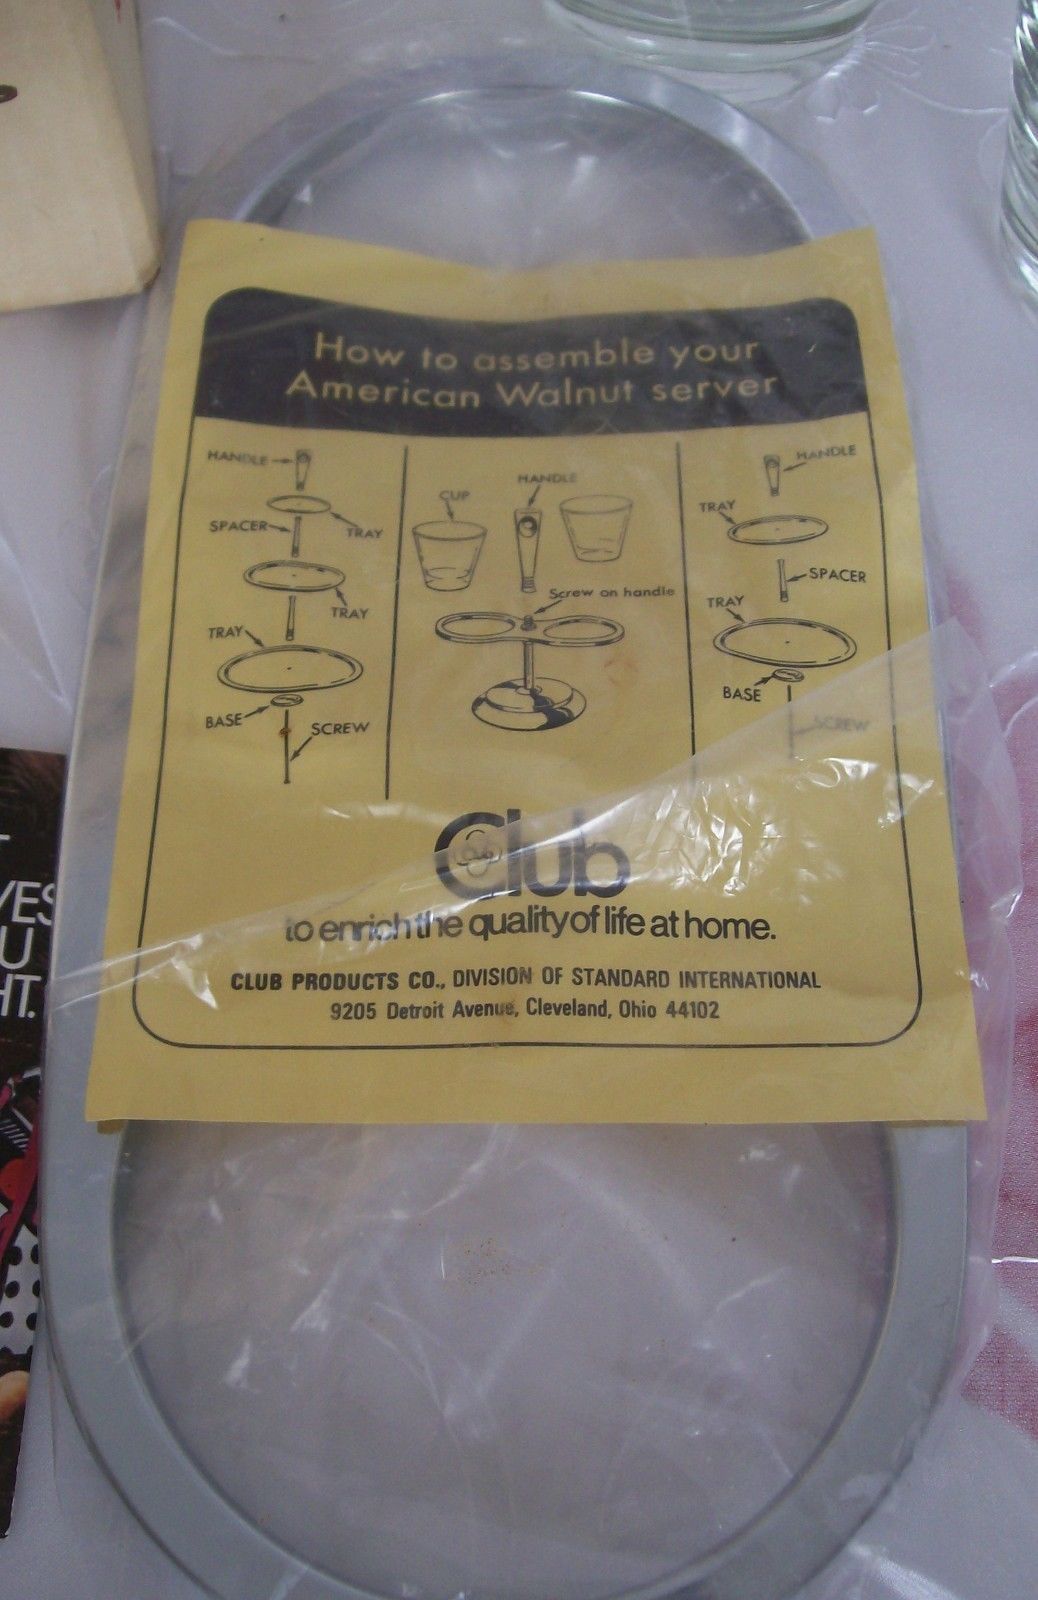 How to assemble your
American Walnut server
HANDLE
TRAY
SPACER
TRAY
TRAY
BASE
SCREW
HANDLE
CUP
Screw on handle
HANDLE
TRAY
SPACER
TRAY
BASE
SCREW
Club
to enrich the quality of life at home.
CLUB PRODUCTS CO., DIVISION OF STANDARD INTERNATIONAL
9205 Detroit Avenue, Cleveland, Ohio 44102